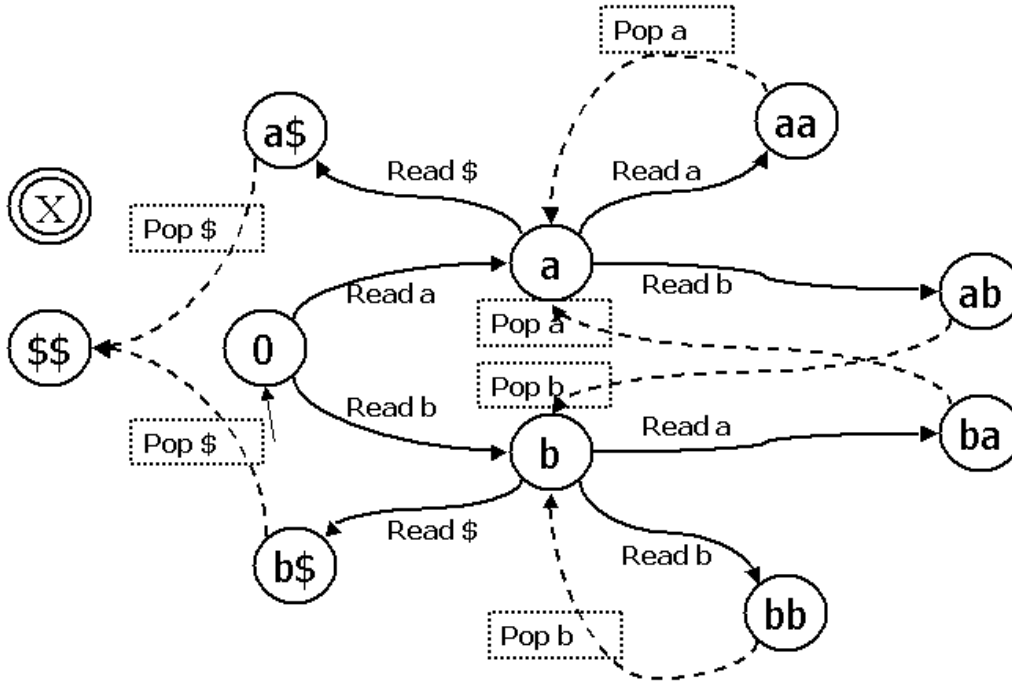 Pop a
aa
a$
Read $
Read a
X
Pop $
a
Read a
Read b
ab
Pop a
$$
0
Pop b
Read b
Read a
Pop $
b
ba
Read $
Read b
b$
bb
Pop b